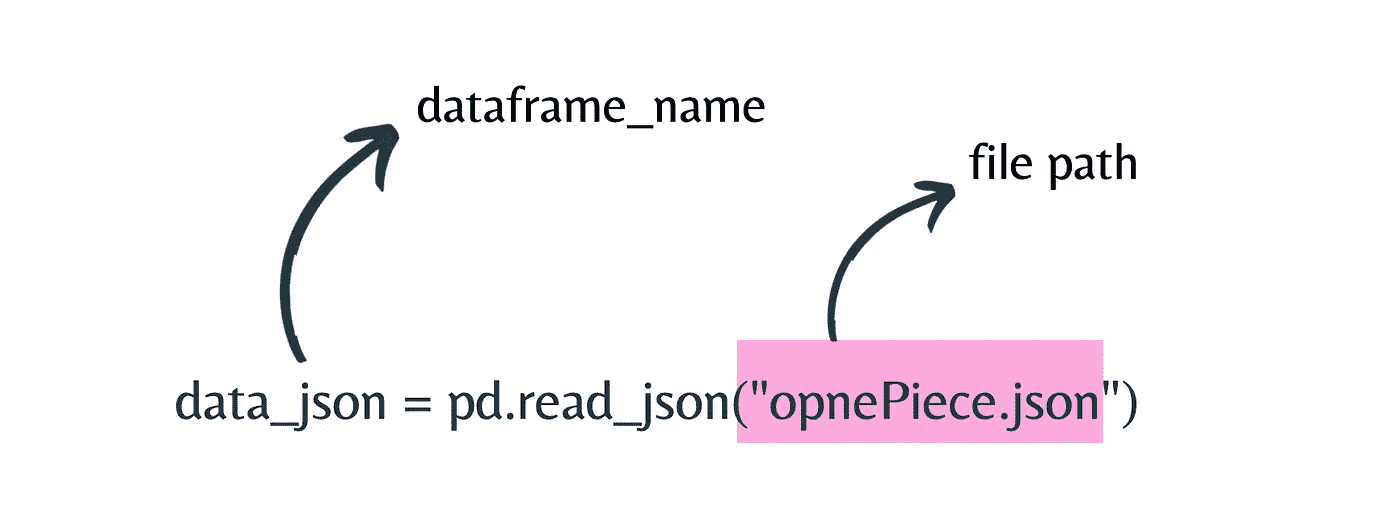 dataframe_name
file path
data_json = pd.read_json("opnePiece.json")